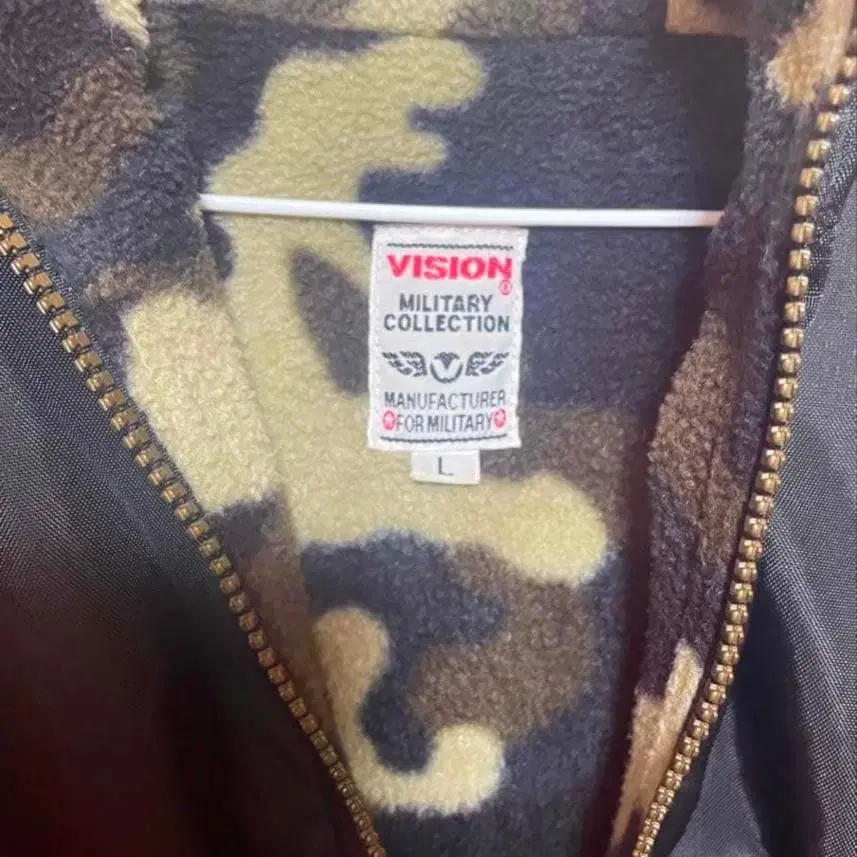 VISION
MILITARY
COLLECTION
MANUFACTURER
FOR MILITARY
L